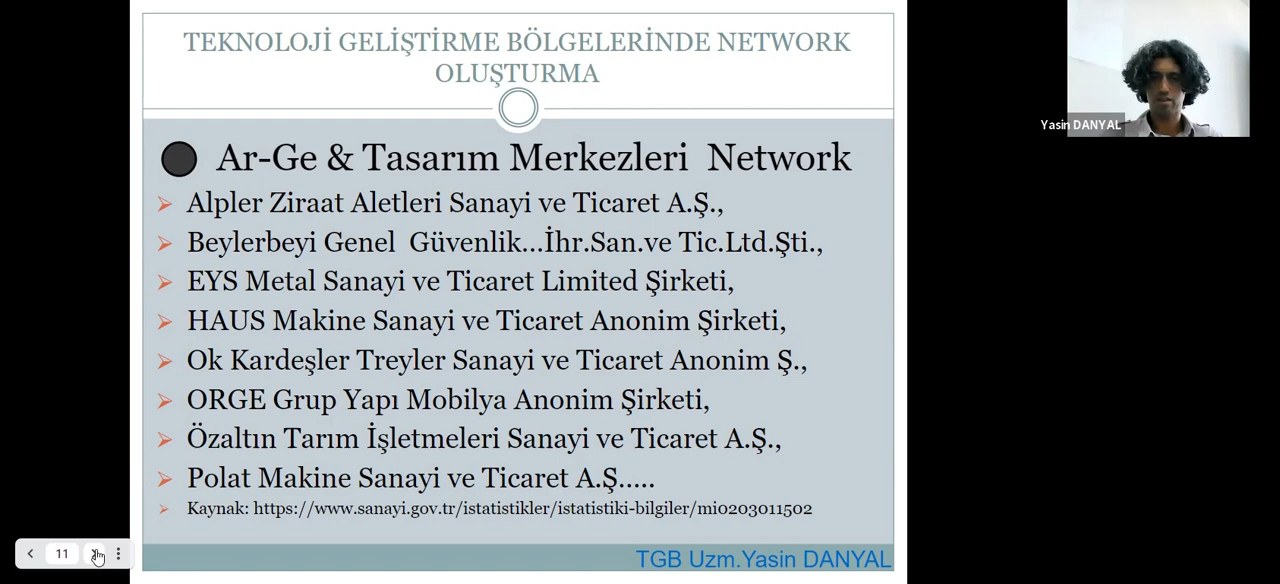 TEKNOLOJİ GELİŞTİRME BÖLGELERİNDE NETWORK
OLUŞTURMA
Ar-Ge & Tasarım Merkezleri Network
Alpler Ziraat Aletleri Sanayi ve Ticaret A.Ş.,
Beylerbeyi Genel Güvenlik...İhr.San.ve Tic.Ltd.Şti.,
EYS Metal Sanayi ve Ticaret Limited Şirketi,
HAUS Makine Sanayi ve Ticaret Anonim Şirketi,
Ok Kardeşler Treyler Sanayi ve Ticaret Anonim Ş.,
ORGE Grup Yapı Mobilya Anonim Şirketi,
Özaltın Tarım İşletmeleri Sanayi ve Ticaret A.Ş.,
Polat Makine Sanayi ve Ticaret A.Ş.....
Kaynak: https://www.sanayi.gov.tr/istatistikler/istatistiki-bilgiler/mi0203011502
TGB Uzm.Yasin DANYAL
Yasin DANYAL
11